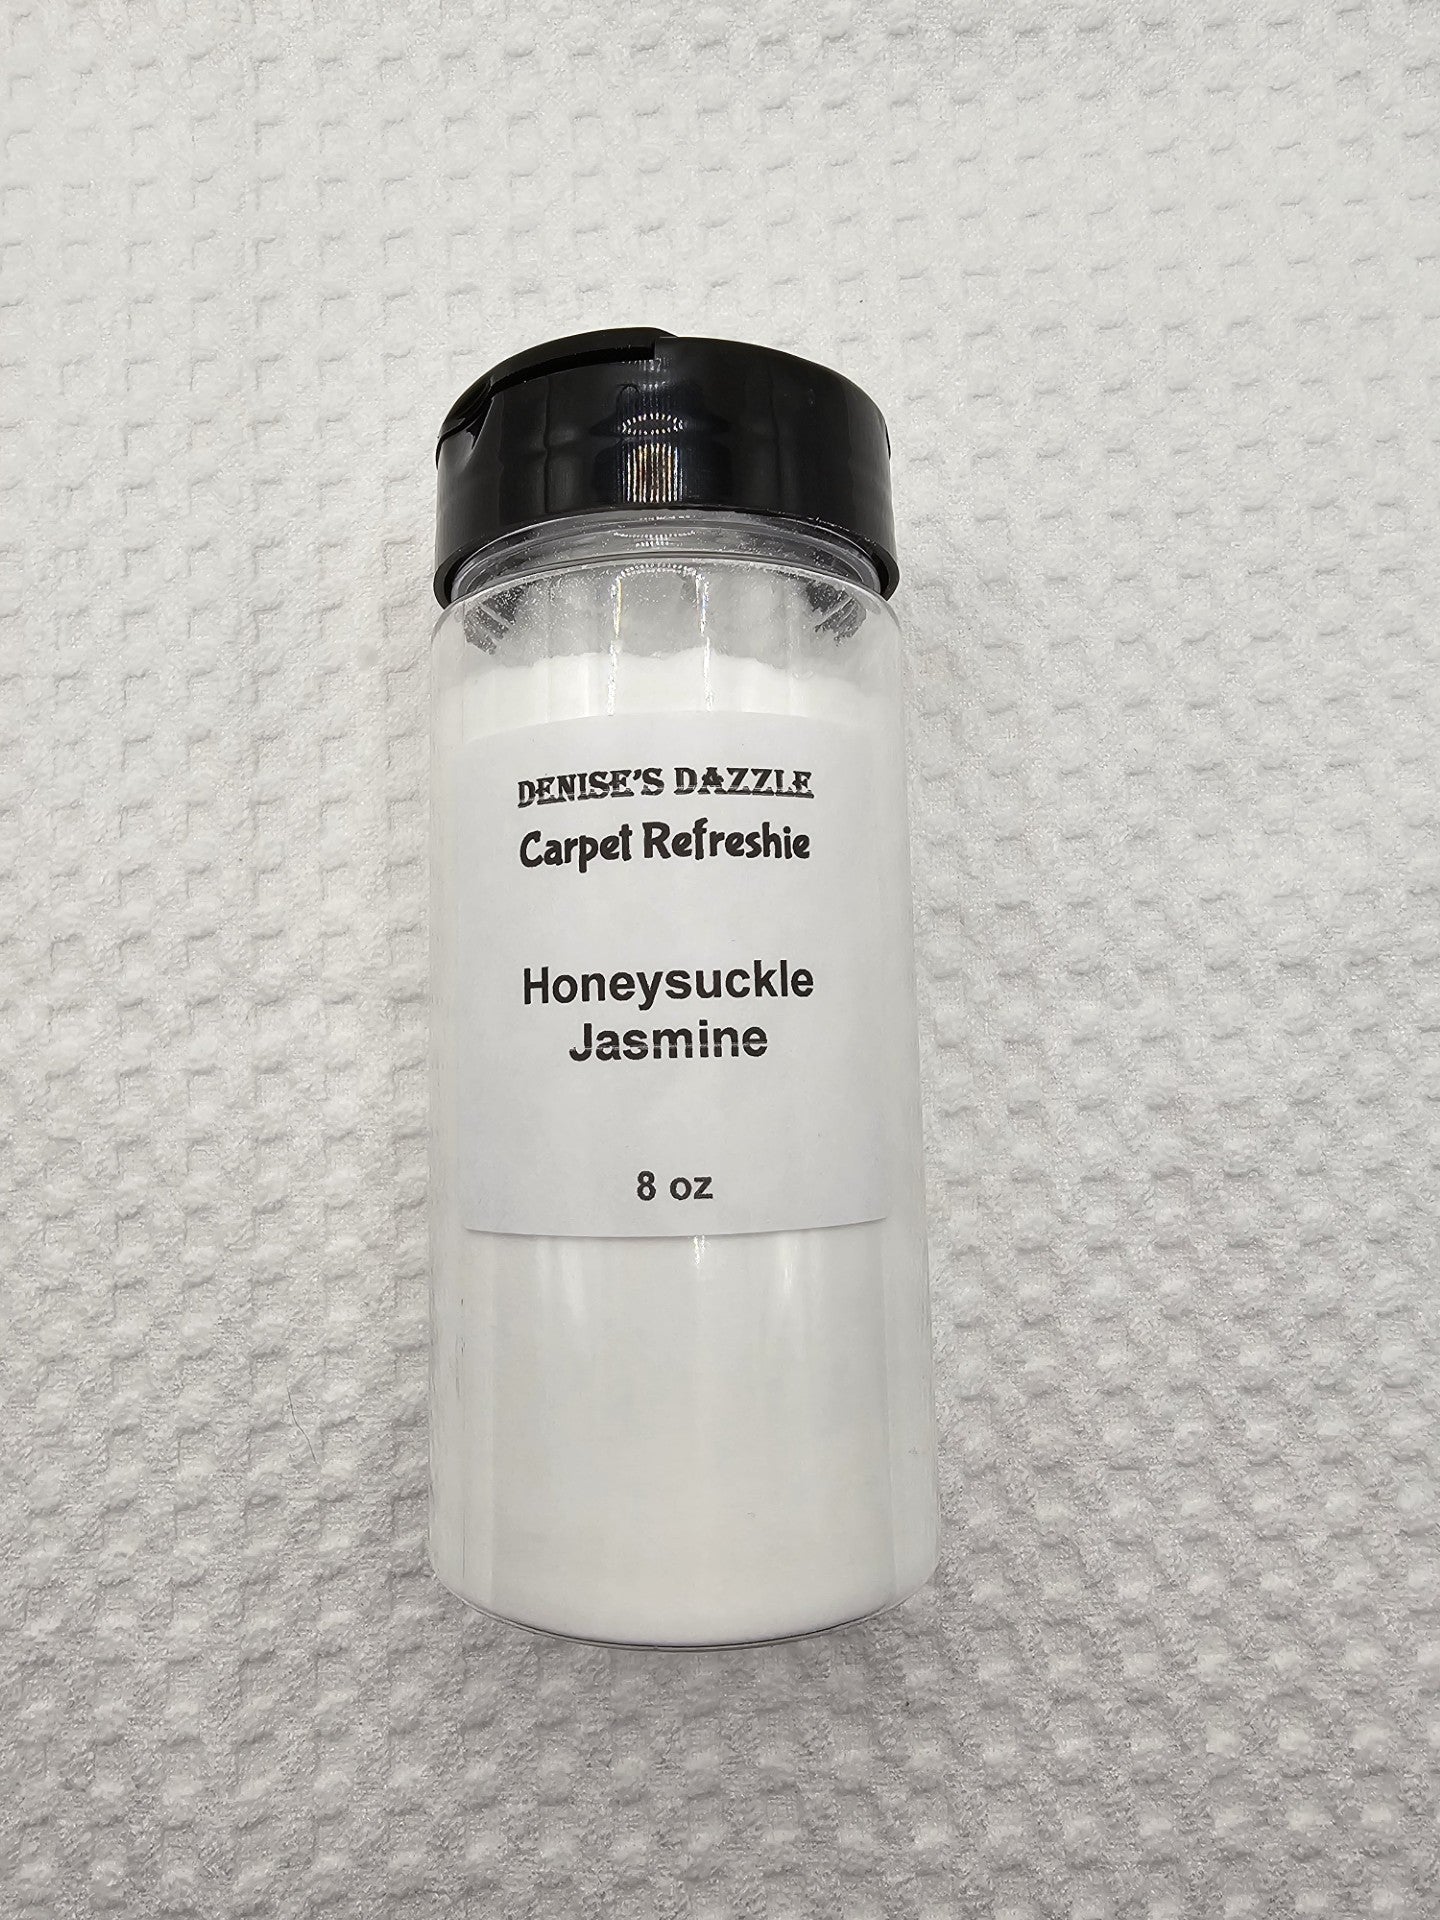 DENISE'S DAZZLE
Carpet Refreshie
Honeysuckle
Jasmine
8 oz